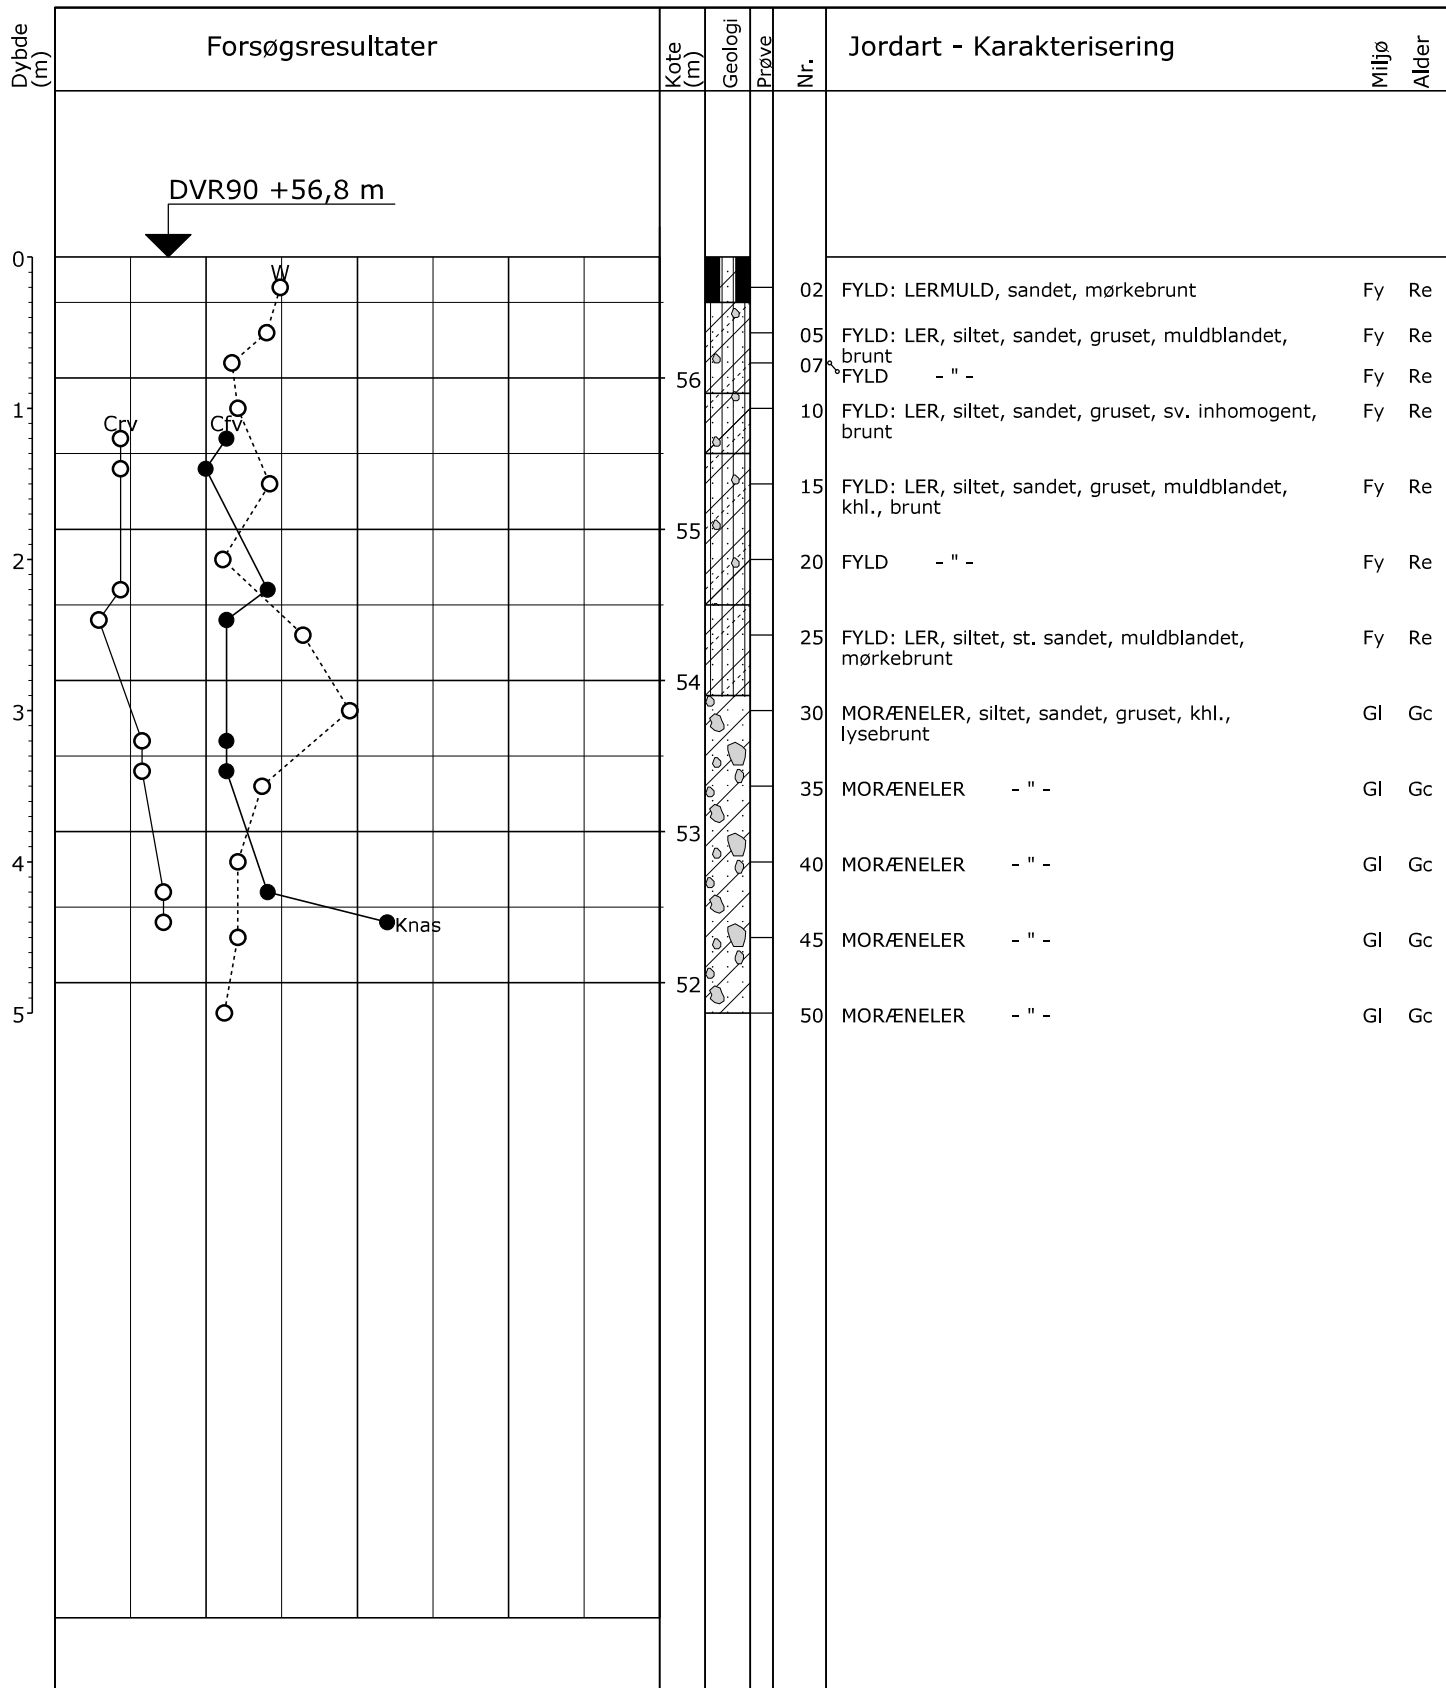 Dybde
(m)
Forsøgsresultater
Kote
(m)
Geologi
Prøve
Nr.
Jordart - Karakterisering
Miljø
Alder
DVR90 +56,8 m
0
W
02 FYLD: LERMULD, sandet, mørkebrunt Fy Re
05 FYLD: LER, siltet, sandet, gruset, muldblandet, Fy Re
brunt
07 FYLD - " - Fy Re
56
1
Crv
Cfv
10 FYLD: LER, siltet, sandet, gruset, sv. inhomogent, Fy Re
brunt
15 FYLD: LER, siltet, sandet, gruset, muldblandet, Fy Re
khl., brunt
55
2
20 FYLD - " - Fy Re
25 FYLD: LER, siltet, st. sandet, muldblandet, Fy Re
mørkebrunt
54
3
30 MORÆNELER, siltet, sandet, gruset, khl., Gl Gc
lysebrunt
35 MORÆNELER - " - Gl Gc
53
4
40 MORÆNELER - " - Gl Gc
Knas
45 MORÆNELER - " - Gl Gc
52
5
50 MORÆNELER - " - Gl Gc